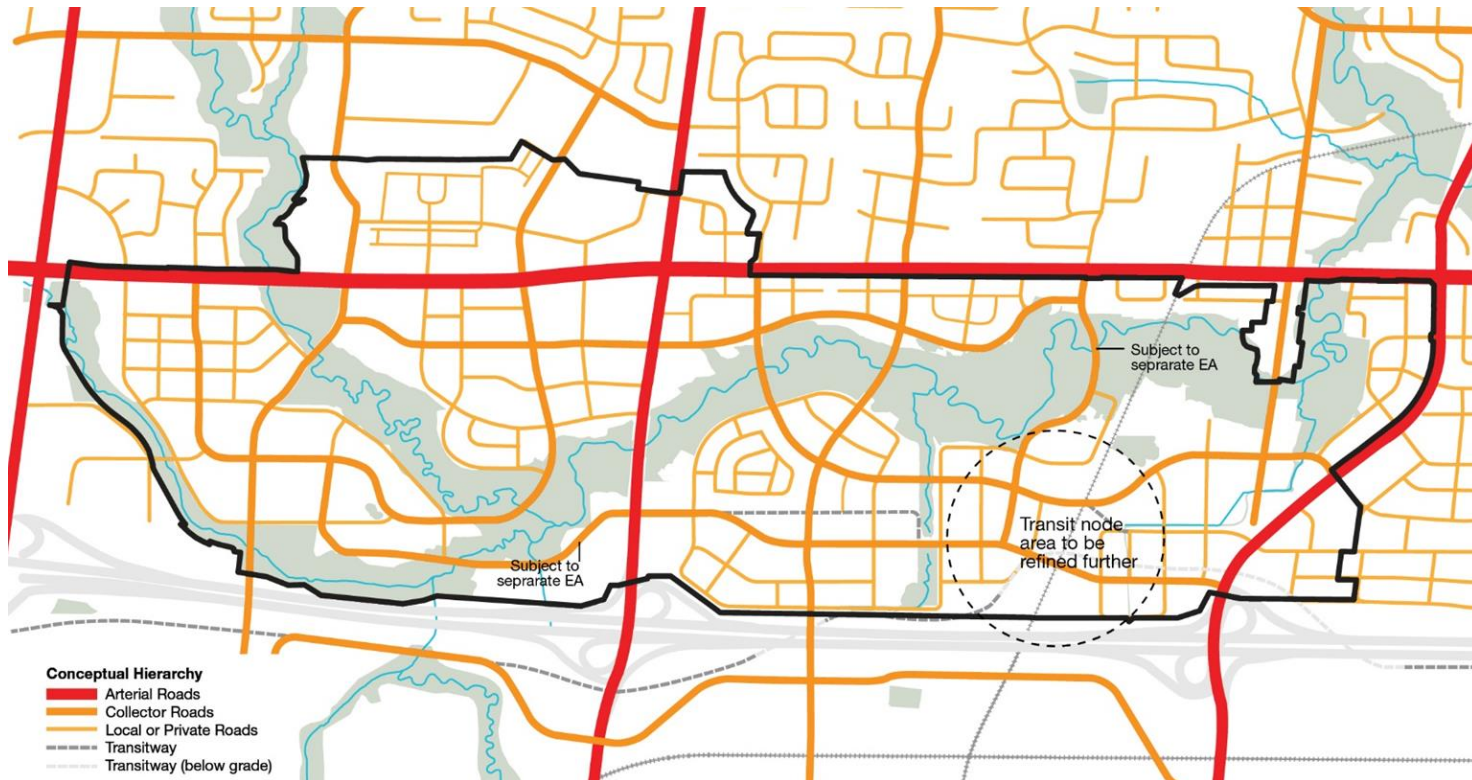 Subject to
seprarate EA
Transit node
area to be
refined further
Subject to
seprarate EA
Conceptual Hierarchy
Arterial Roads
Collector Roads
Local or Private Roads
Transitway
Transitway (below grade)